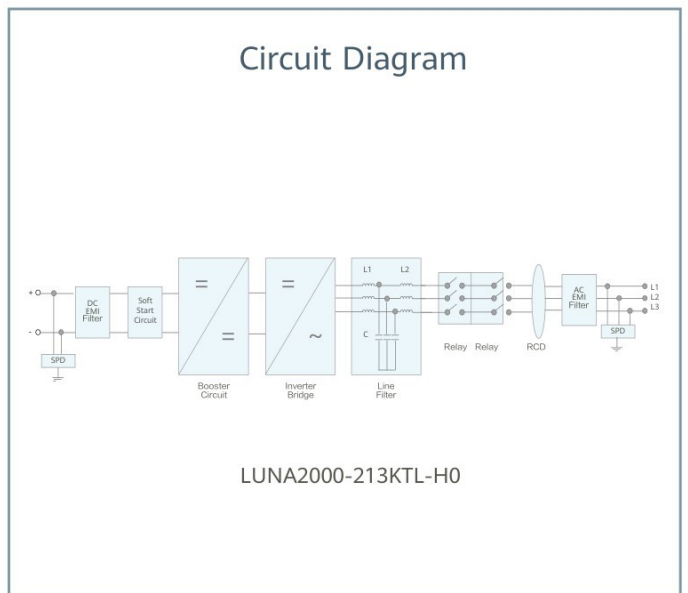 Circuit Diagram
+
-
DC
EMI
Filter
SPD
Soft
Start
Circuit
=
=
Booster
Circuit
=
~
Inverter
Bridge
L1 L2
C
Line
Filter
Relay Relay
RCD
AC
EMI
Filter
L1
L2
L3
SPD
LUNA2000-213KTL-H0